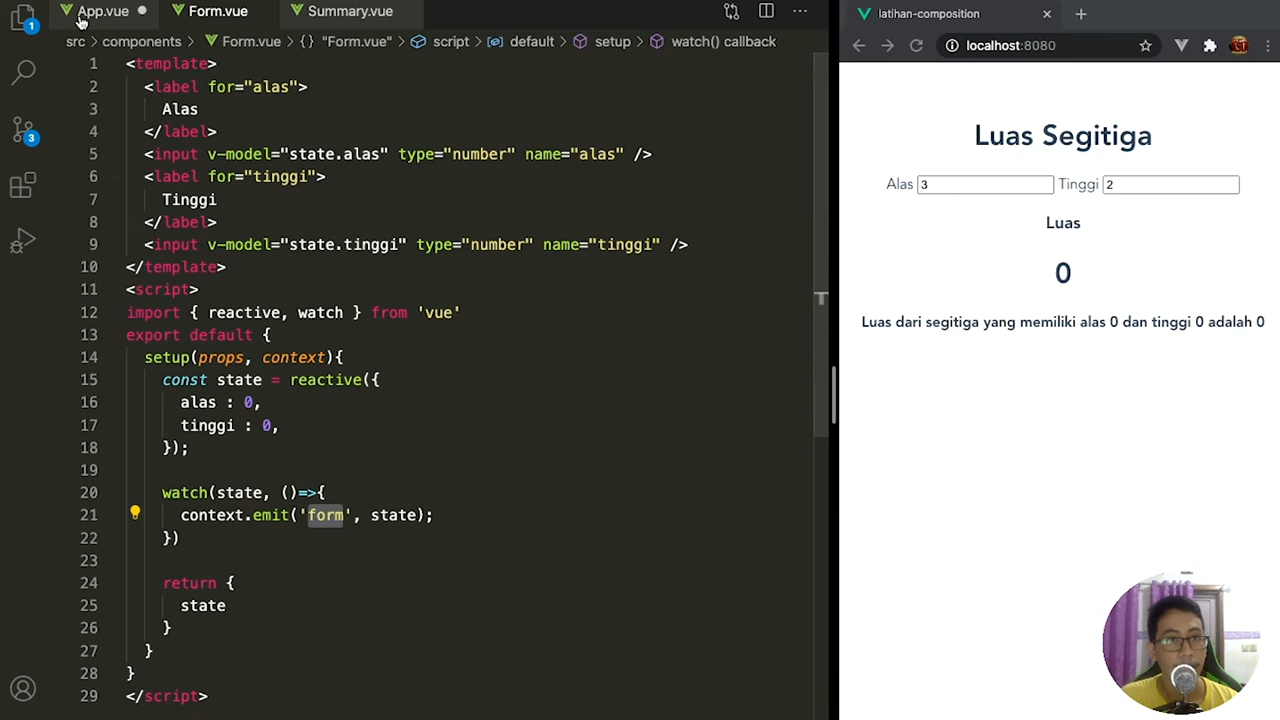 App.vue
Form.vue
Summary.vue
src > components > Form.vue > {} "Form.vue" > script > default > setup > watch() callback
1 <template>
2 <label for="alas">
3 Alas
4 </label>
5 <input v-model="state.alas" type="number" name="alas" />
6 <label for="tinggi">
7 Tinggi
8 </label>
9 <input v-model="state.tinggi" type="number" name="tinggi" />
10 </template>
11 <script>
12 import { reactive, watch } from 'vue'
13 export default {
14 setup(props, context){
15 const state = reactive({
16 alas : 0,
17 tinggi : 0,
18 });
19
20 watch(state, ()=>{
21 context.emit('form', state);
22 })
23
24 return {
25 state
26 }
27 }
28 }
29 </script>
1
3
latihan-composition
localhost:8080
Luas Segitiga
Alas 3 Tinggi 2
Luas
0
Luas dari segitiga yang memiliki alas 0 dan tinggi 0 adalah 0